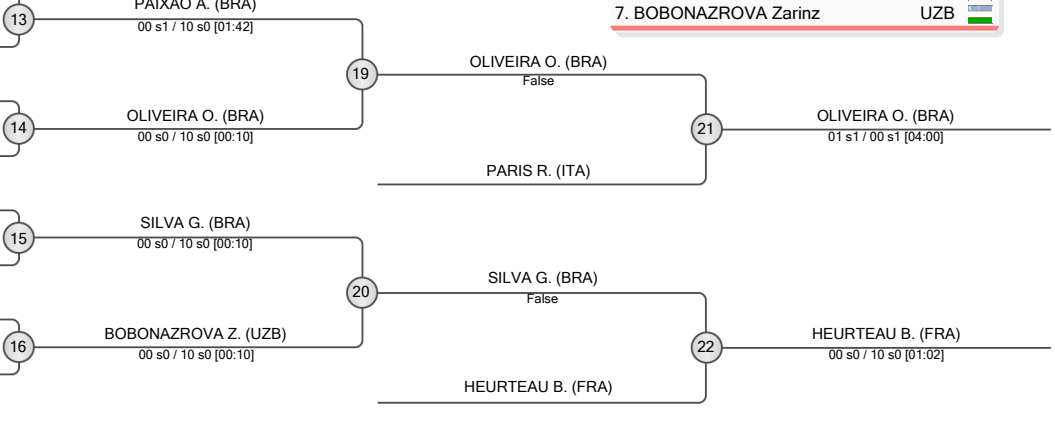 PAIXAO A. (BRA)
00 s1 / 10 s0 [01:42]
13
7. BOBONAZROVA Zarinz UZB
19
OLIVEIRA O. (BRA)
False
14
OLIVEIRA O. (BRA)
00 s0 / 10 s0 [00:10]
21
OLIVEIRA O. (BRA)
01 s1 / 00 s1 [04:00]
PARIS R. (ITA)
15
SILVA G. (BRA)
00 s0 / 10 s0 [00:10]
20
SILVA G. (BRA)
False
16
BOBONAZROVA Z. (UZB)
00 s0 / 10 s0 [00:10]
22
HEURTEAU B. (FRA)
00 s0 / 10 s0 [01:02]
HEURTEAU B. (FRA)